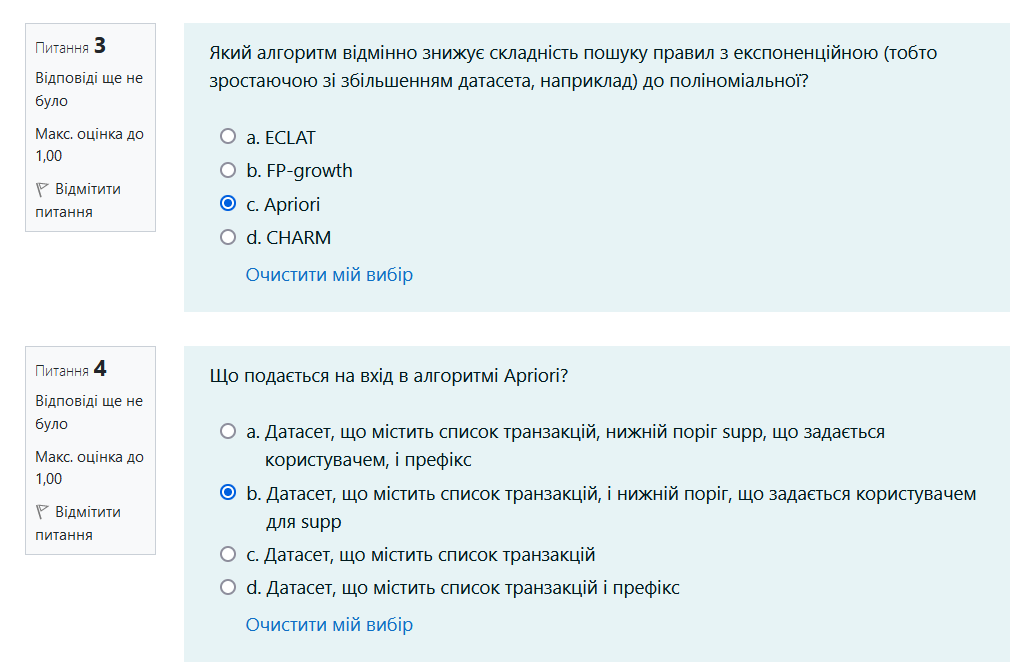 Питання 3
Відповіді ще не
було
Макс. оцінка до
1,00
Відмітити
питання
Який алгоритм відмінно знижує складність пошуку правил з експоненційною (тобто
зростаючою зі збільшенням датасета, наприклад) до поліноміальної?
a. ECLAT
b. FP-growth
c. Apriori
d. CHARM
Очистити мій вибір
Питання 4
Відповіді ще не
було
Макс. оцінка до
1,00
Відмітити
питання
Що подається на вхід в алгоритмі Apriori?
a. Датасет, що містить список транзакцій, нижній поріг supp, що задається
користувачем, і префікс
b. Датасет, що містить список транзакцій, і нижній поріг, що задається користувачем
для supp
c. Датасет, що містить список транзакцій
d. Датасет, що містить список транзакцій і префікс
Очистити мій вибір